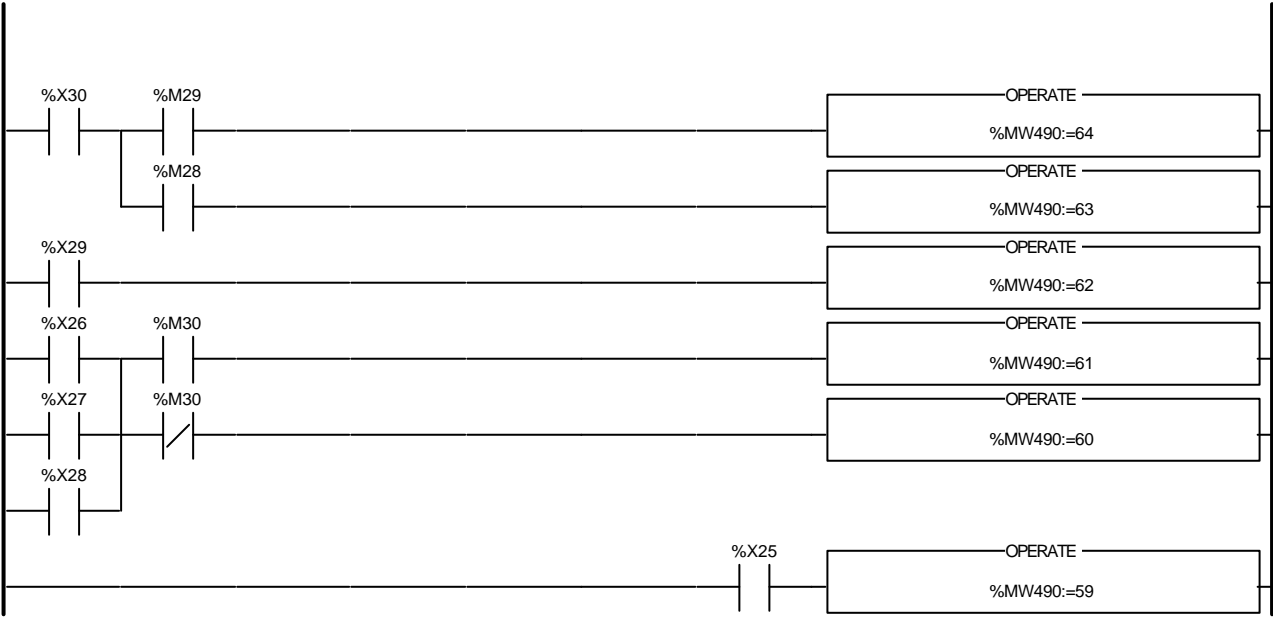 %X30 %M29 OPERATE
%MW490:=64
%M28 OPERATE
%MW490:=63
%X29 OPERATE
%MW490:=62
%X26 %M30 OPERATE
%MW490:=61
%X27 %M30 OPERATE
%MW490:=60
%X28
%X25 OPERATE
%MW490:=59